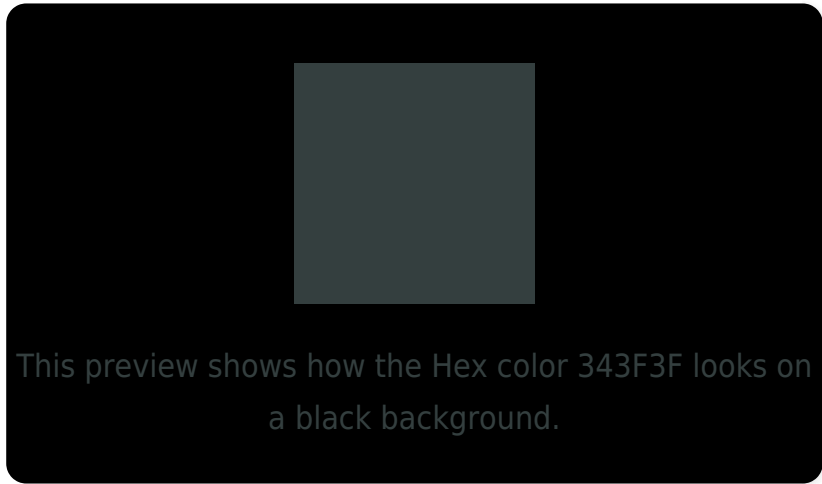 This preview shows how the Hex color 343F3F looks on
a black background.